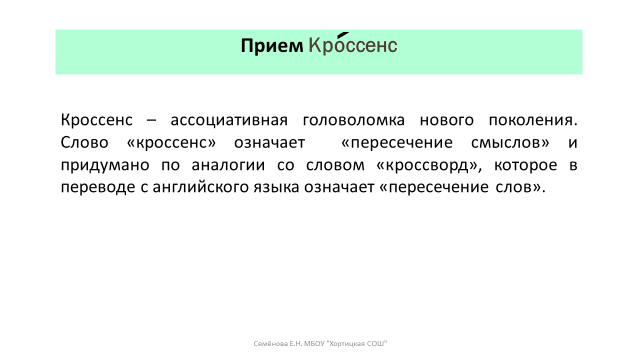 Прием Кро́ссенс
Кроссенс – ассоциативная головоломка нового поколения.
Слово «кроссенс» означает «пересечение смыслов» и
придумано по аналогии со словом «кроссворд», которое в
переводе с английского языка означает «пересечение слов».
Семёнова Е.Н. МБОУ "Хортицкая СОШ"